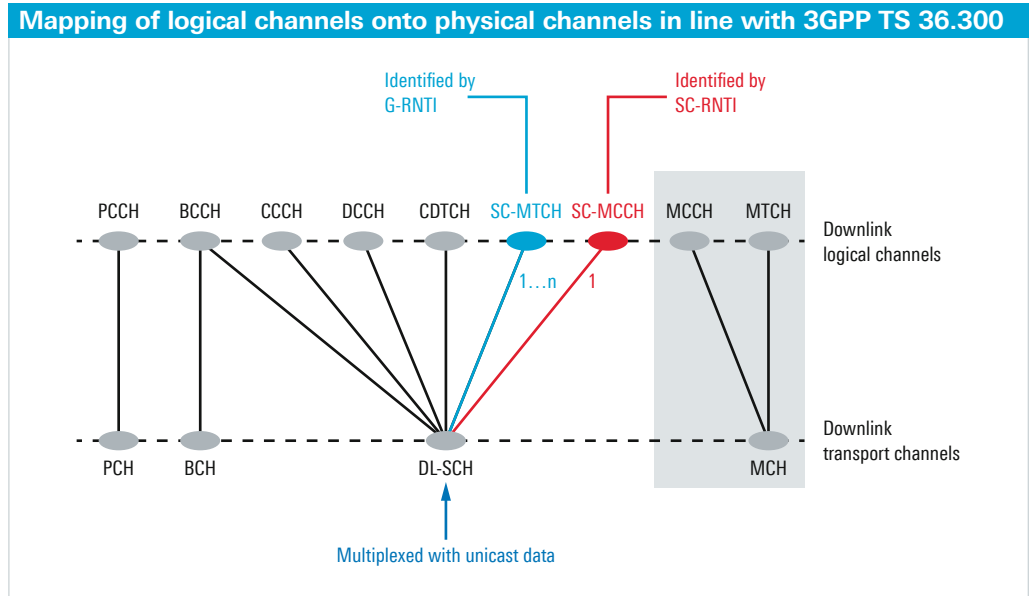 Mapping of logical channels onto physical channels in line with 3GPP TS 36.300
Identified by
G-RNTI
Identified by
SC-RNTI
PCCH BCCH CCCH DCCH CDTCH SC-MTCH SC-MCCH MCCH MTCH
Downlink
logical channels
1…n 1
Downlink
transport channels
PCH BCH DL-SCH MCH
Multiplexed with unicast data